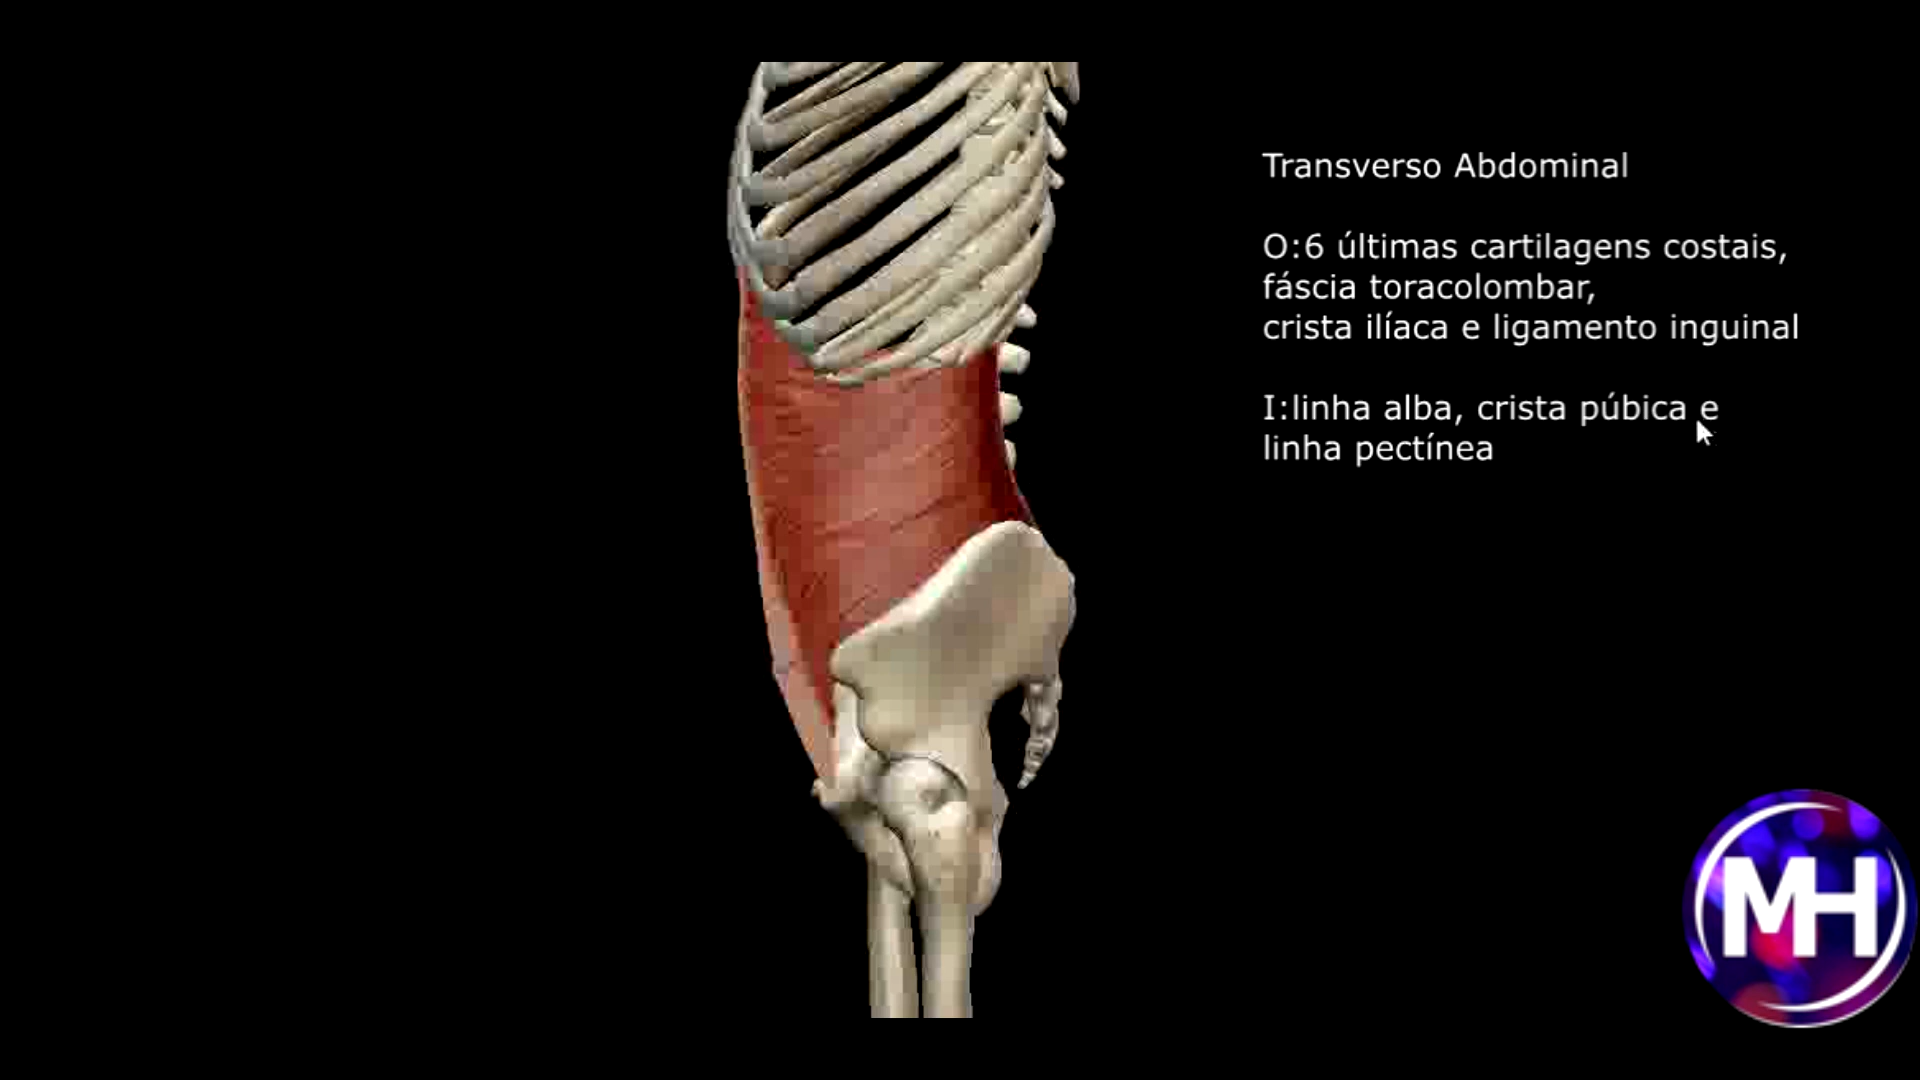 Transverso Abdominal
O:6 últimas cartilagens costais,
fáscia toracolombar,
crista ilíaca e ligamento inguinal
I:linha alba, crista púbica e
linha pectínea
MH